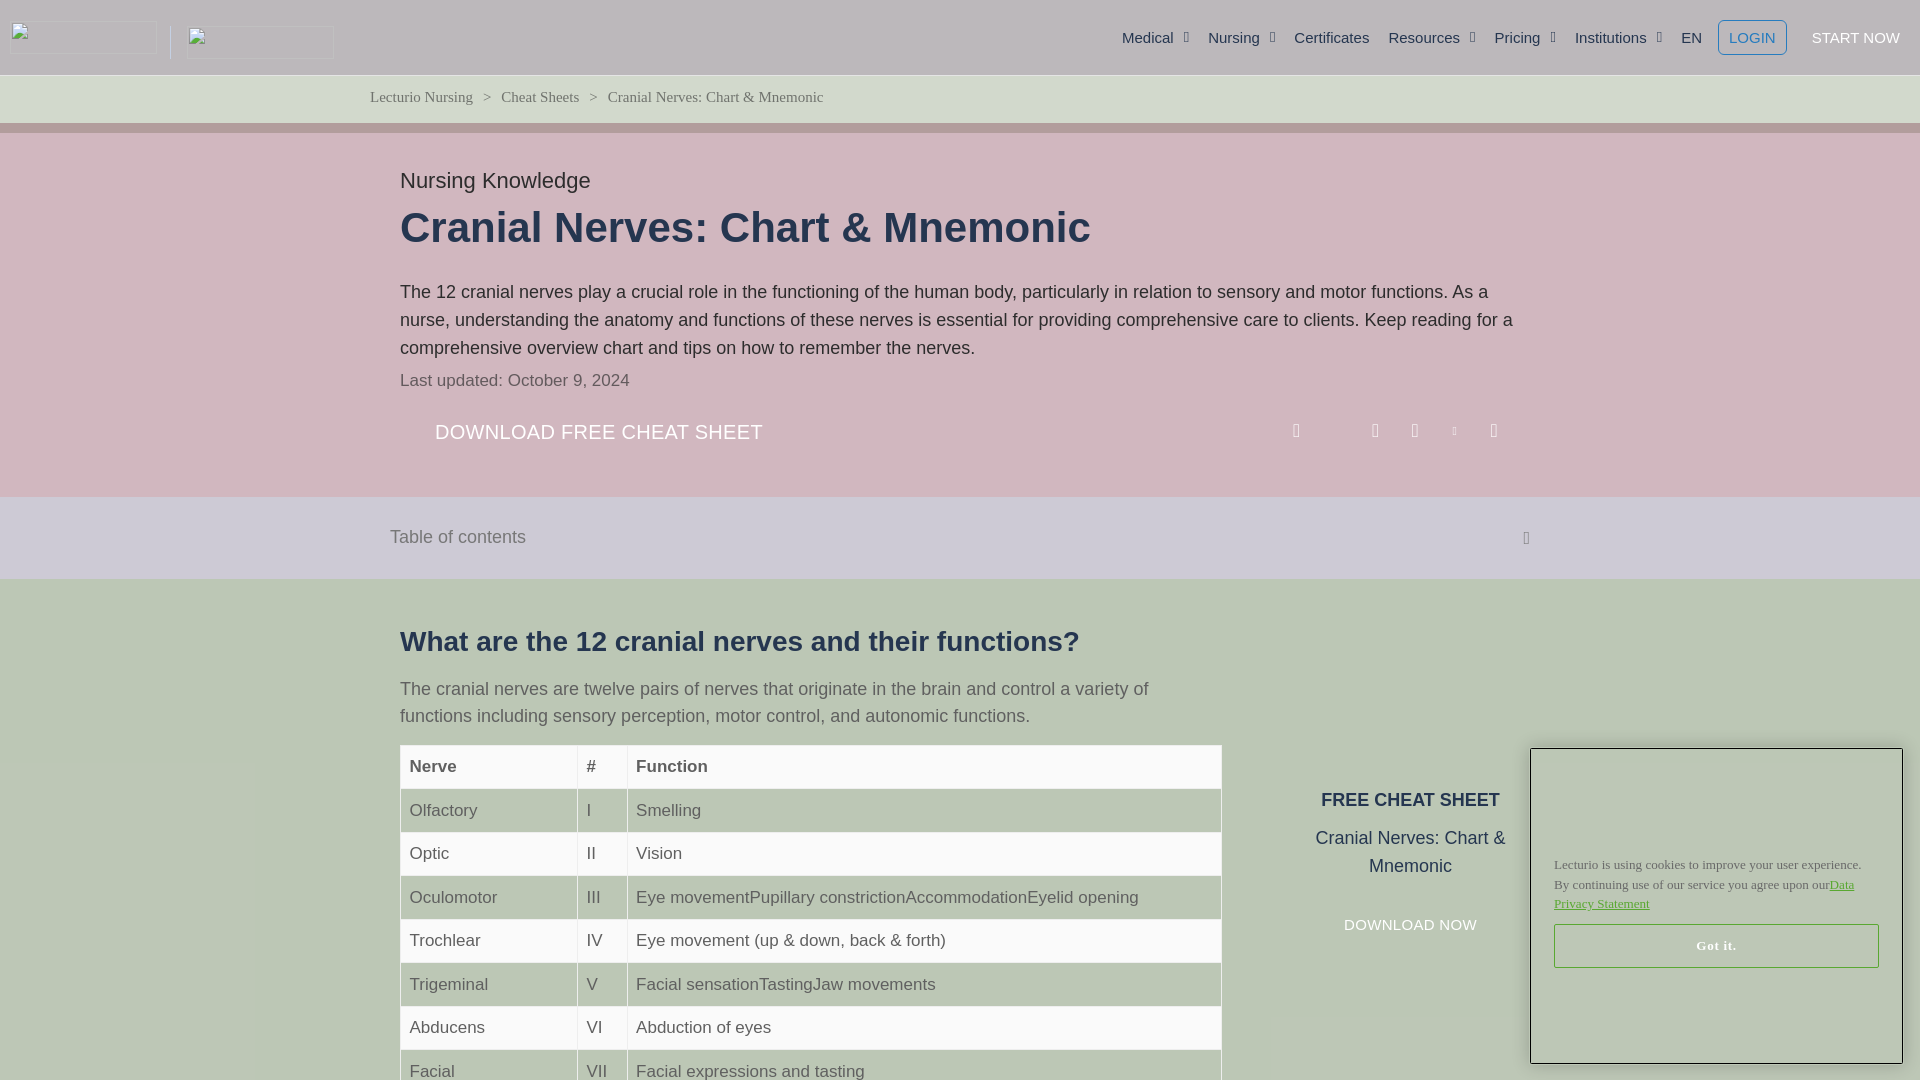 Medical Nursing Certificates Resources Pricing Institutions EN LOGIN START NOW
Lecturio Nursing > Cheat Sheets > Cranial Nerves: Chart & Mnemonic
Nursing Knowledge
Cranial Nerves: Chart & Mnemonic
The 12 cranial nerves play a crucial role in the functioning of the human body, particularly in relation to sensory and motor functions. As a
nurse, understanding the anatomy and functions of these nerves is essential for providing comprehensive care to clients. Keep reading for a
comprehensive overview chart and tips on how to remember the nerves.
Last updated: October 9, 2024
DOWNLOAD FREE CHEAT SHEET
Table of contents
What are the 12 cranial nerves and their functions?
The cranial nerves are twelve pairs of nerves that originate in the brain and control a variety of
functions including sensory perception, motor control, and autonomic functions.
Nerve # Function
Olfactory I Smelling
Optic II Vision
Oculomotor III Eye movementPupillary constrictionAccommodationEyelid opening
Trochlear IV Eye movement (up & down, back & forth)
Trigeminal V Facial sensationTastingJaw movements
Abducens VI Abduction of eyes
Facial VII Facial expressions and tasting
FREE CHEAT SHEET
Cranial Nerves: Chart &
Mnemonic
DOWNLOAD NOW
Lecturio is using cookies to improve your user experience.
By continuing use of our service you agree upon ourData
Privacy Statement
Got it.